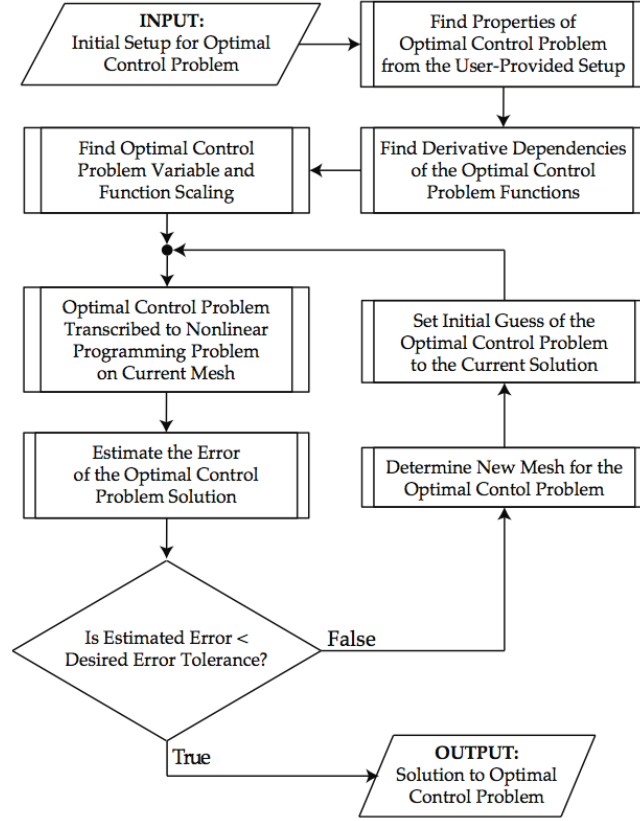 INPUT:
Initial Setup for Optimal
Control Problem
Find Properties of
Optimal Control Problem
from the User-Provided Setup
Find Derivative Dependencies
of the Optimal Control
Problem Functions
Find Optimal Control
Problem Variable and
Function Scaling
Optimal Control Problem
Transcribed to Nonlinear
Programming Problem
on Current Mesh
Estimate the Error
of the Optimal Control
Problem Solution
Is Estimated Error <
Desired Error Tolerance?
False
Determine New Mesh for the
Optimal Contol Problem
Set Initial Guess of the
Optimal Control Problem
to the Current Solution
True
OUTPUT:
Solution to Optimal
Control Problem